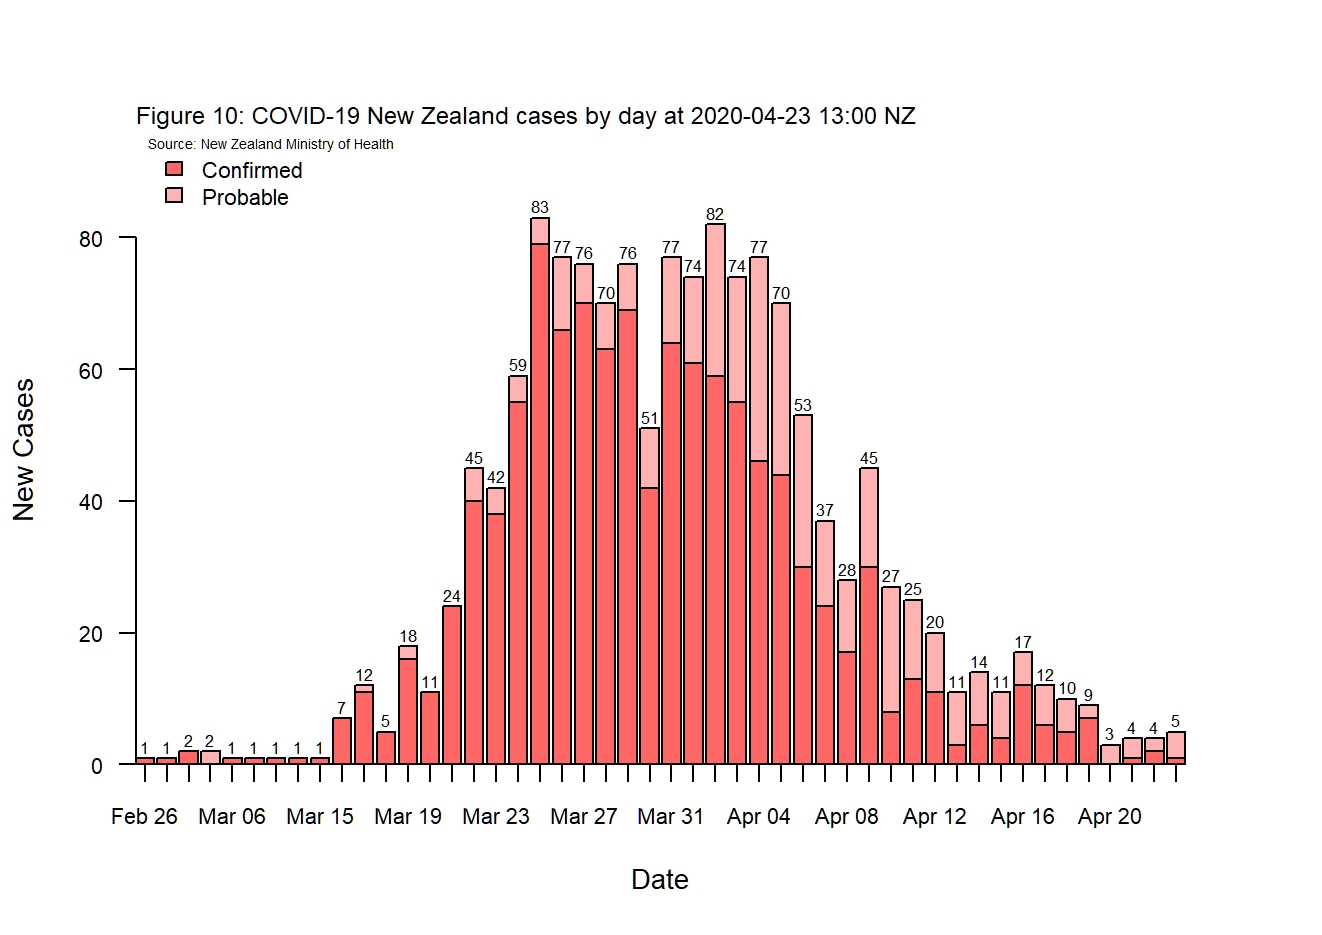 Figure 10: COVID-19 New Zealand cases by day at 2020-04-23 13:00 NZ
Source: New Zealand Ministry of Health
Confirmed
Probable
New Cases
80
60
40
20
0
1 1 2 2 1 1 1 1 1 7 12 5 18 11 24 45 42 59 83 77 76 70 76 51 77 74 82 74 77 70 53 37 28 45 27 25 20 11 14 11 17 12 10 9 3 4 4 5
Feb 26 Mar 06 Mar 15 Mar 19 Mar 23 Mar 27 Mar 31 Apr 04 Apr 08 Apr 12 Apr 16 Apr 20
Date